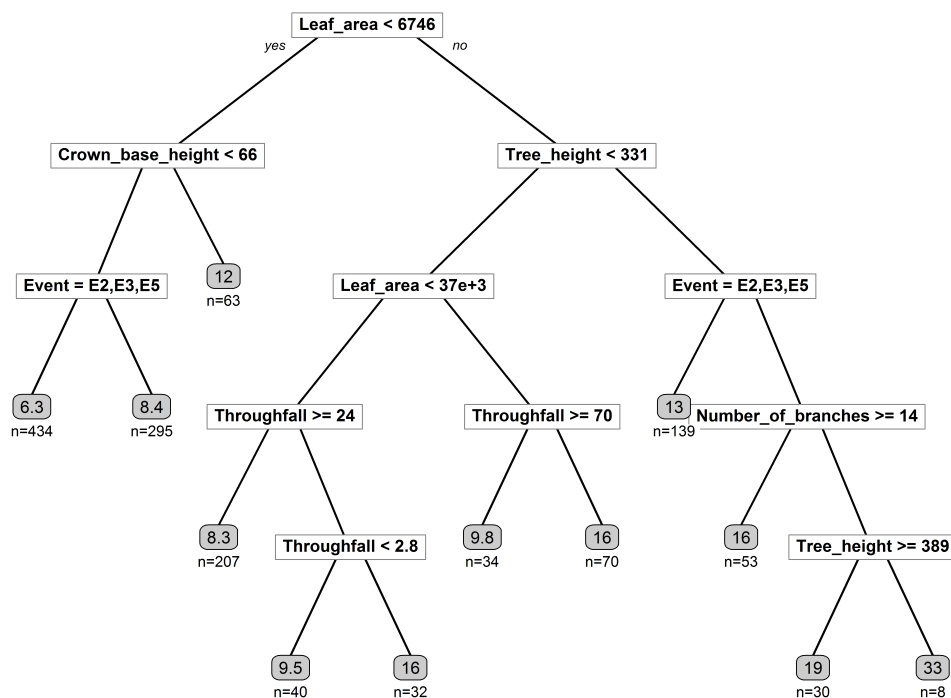 Leaf_area < 6746
yes
no
Crown_base_height < 66
Tree_height < 331
Event = E2,E3,E5
12
n=63
Leaf_area < 37e+3
Event = E2,E3,E5
6.3
n=434
8.4
n=295
Throughfall >= 24
Throughfall >= 70
13
n=139
Number_of_branches >= 14
8.3
n=207
Throughfall < 2.8
9.8
n=34
16
n=70
16
n=53
Tree_height >= 389
9.5
n=40
16
n=32
19
n=30
33
n=8